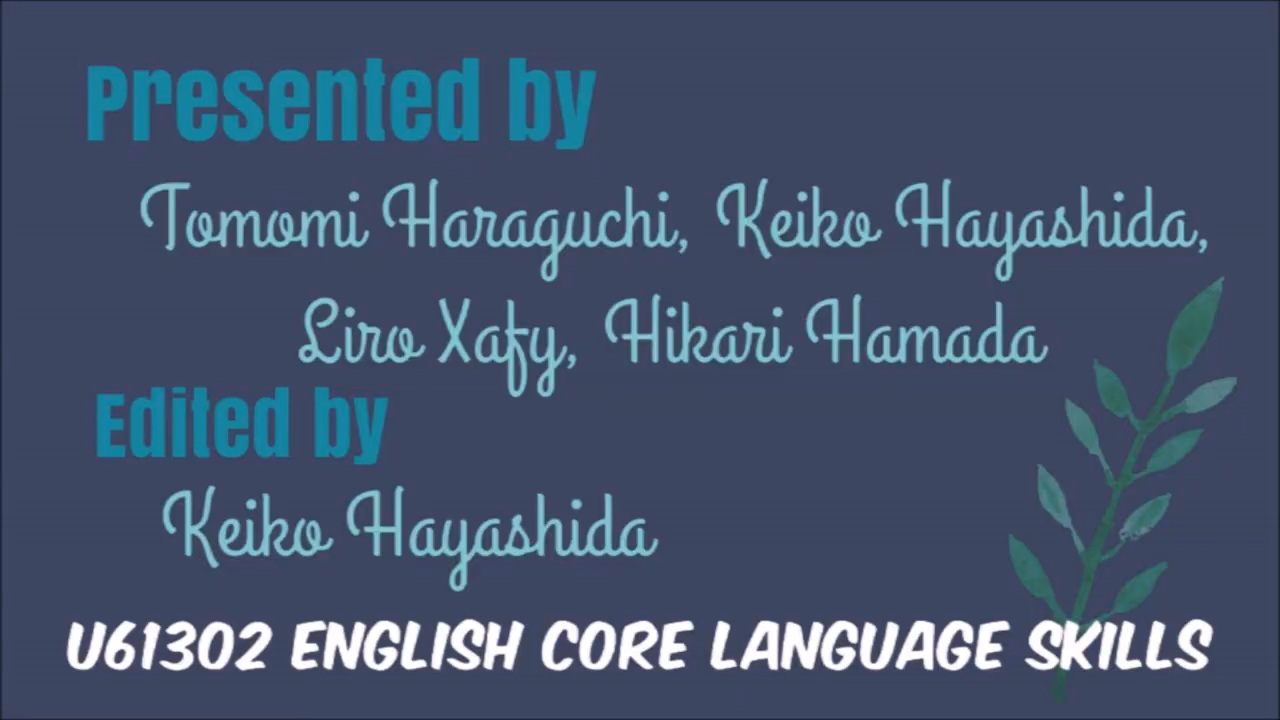 Presented by
Tomomi Haraguchi, Keiko Hayashida,
Liro Xafy, Hikari Hamada
Edited by
Keiko Hayashida
U61302 ENGLISH CORE LANGUAGE SKILLS